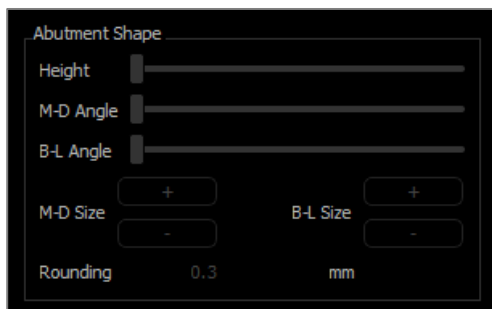 Abutment Shape
Height
M-D Angle
B-L Angle
M-D Size + - B-L Size + -
Rounding 0.3 mm